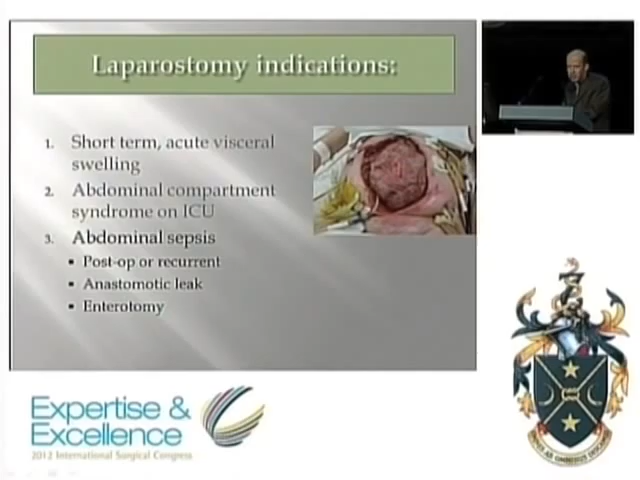 Laparostomy indications:
1. Short term, acute visceral
swelling
2. Abdominal compartment
syndrome on ICU
3. Abdominal sepsis
▪ Post-op or recurrent
▪ Anastomotic leak
▪ Enterotomy
Expertise &
Excellence
2012 International Surgical Congress